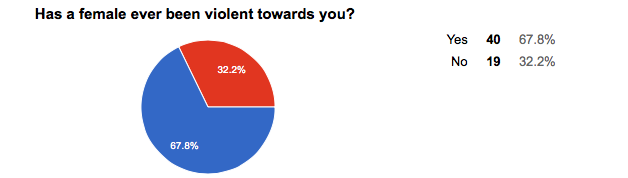 Has a female ever been violent towards you?
Yes 40 67.8%
No 19 32.2%
32.2%
67.8%